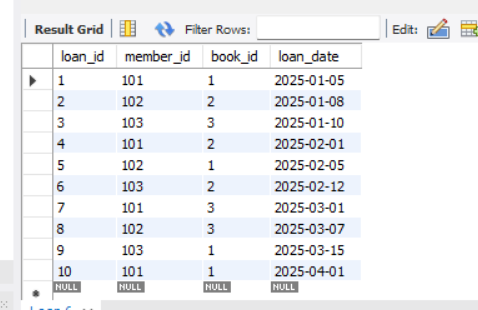 Result Grid Filter Rows: Edit:
loan_id member_id book_id loan_date
1 101 1 2025-01-05
2 102 2 2025-01-08
3 103 3 2025-01-10
4 101 2 2025-02-01
5 102 1 2025-02-05
6 103 2 2025-02-12
7 101 3 2025-03-01
8 102 3 2025-03-07
9 103 1 2025-03-15
10 101 1 2025-04-01
NULL NULL NULL NULL